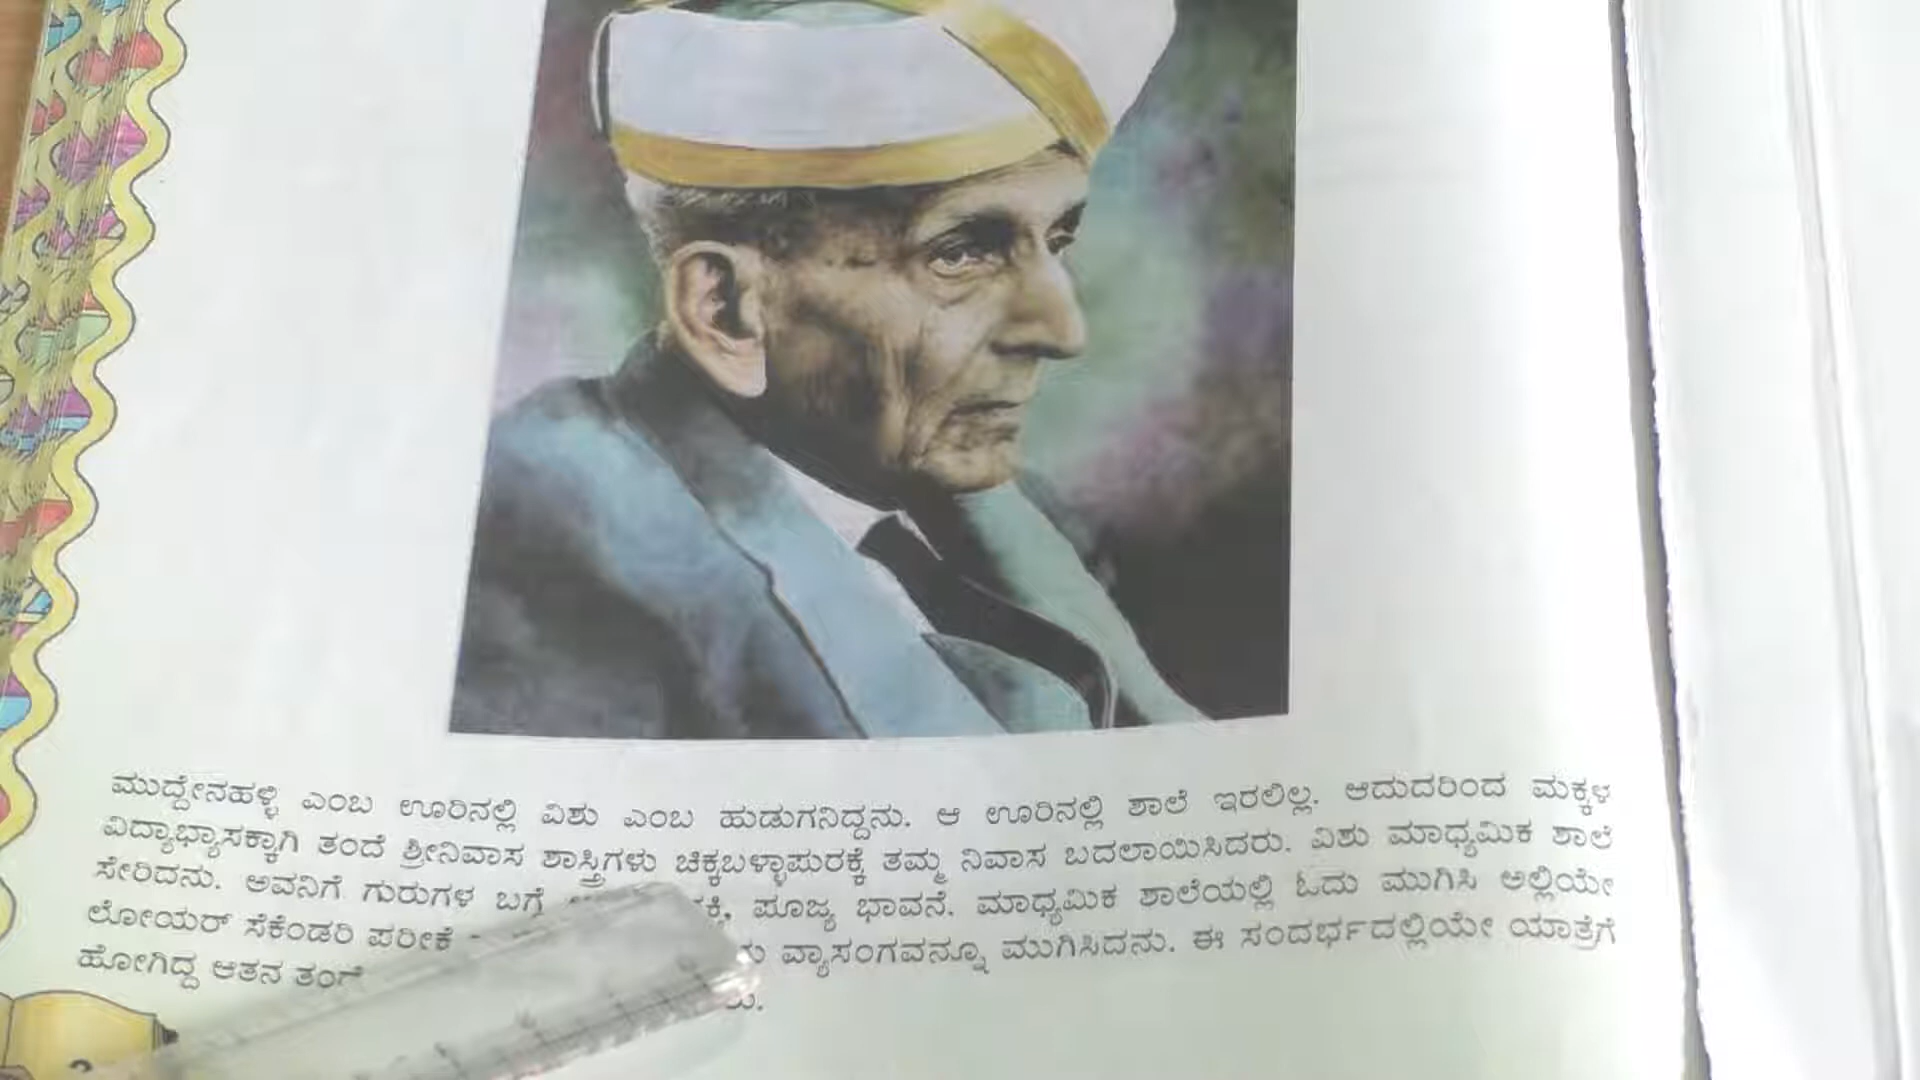 ಮುದ್ದೇನಹಳ್ಳಿ ಎಂಬ ಊರಿನಲ್ಲಿ ವಿಶು ಎಂಬ ಹುಡುಗನಿದ್ದನು. ಆ ಊರಿನಲ್ಲಿ ಶಾಲೆ ಇರಲಿಲ್ಲ. ಆದುದರಿಂದ ಮಕ್ಕಳ
ವಿದ್ಯಾಭ್ಯಾಸಕ್ಕಾಗಿ ತಂದೆ ಶ್ರೀನಿವಾಸ ಶಾಸ್ತ್ರಿಗಳು ಚಿಕ್ಕಬಳ್ಳಾಪುರಕ್ಕೆ ತಮ್ಮ ನಿವಾಸ ಬದಲಾಯಿಸಿದರು. ವಿಶು ಮಾಧ್ಯಮಿಕ ಶಾಲೆ
ಸೇರಿದನು. ಅವನಿಗೆ ಗುರುಗಳ ಬಗ್ಗೆ ಪೂಜ್ಯ ಭಾವನೆ. ಮಾಧ್ಯಮಿಕ ಶಾಲೆಯಲ್ಲಿ ಓದು ಮುಗಿಸಿ ಅಲ್ಲಿಯೇ
ಲೋಯರ್ ಸೆಕೆಂಡರಿ ವ್ಯಾಸಂಗವನ್ನೂ ಮುಗಿಸಿದನು. ಈ ಸಂದರ್ಭದಲ್ಲಿಯೇ ಯಾತ್ರೆಗೆ
ಹೋಗಿದ್ದ ಆತನ